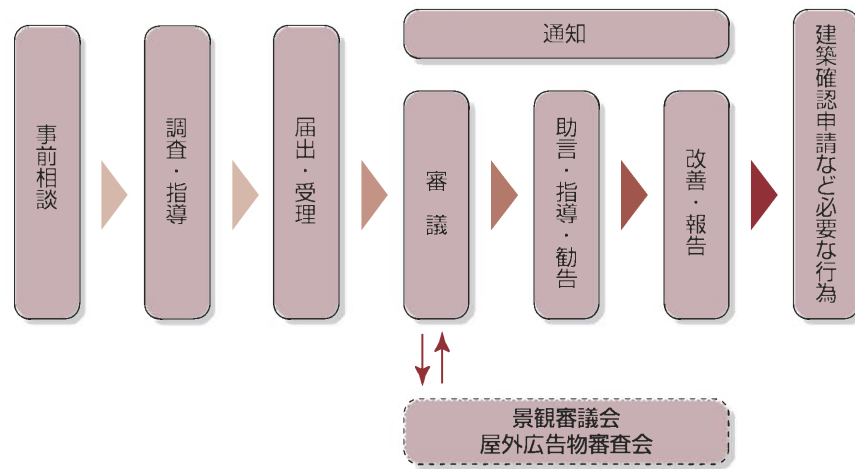 事前相談
調査・指導
届出・受理
通知
審議
助言・指導・勧告
改善・報告
建築確認申請など必要な行為
景観審議会
屋外広告物審査会